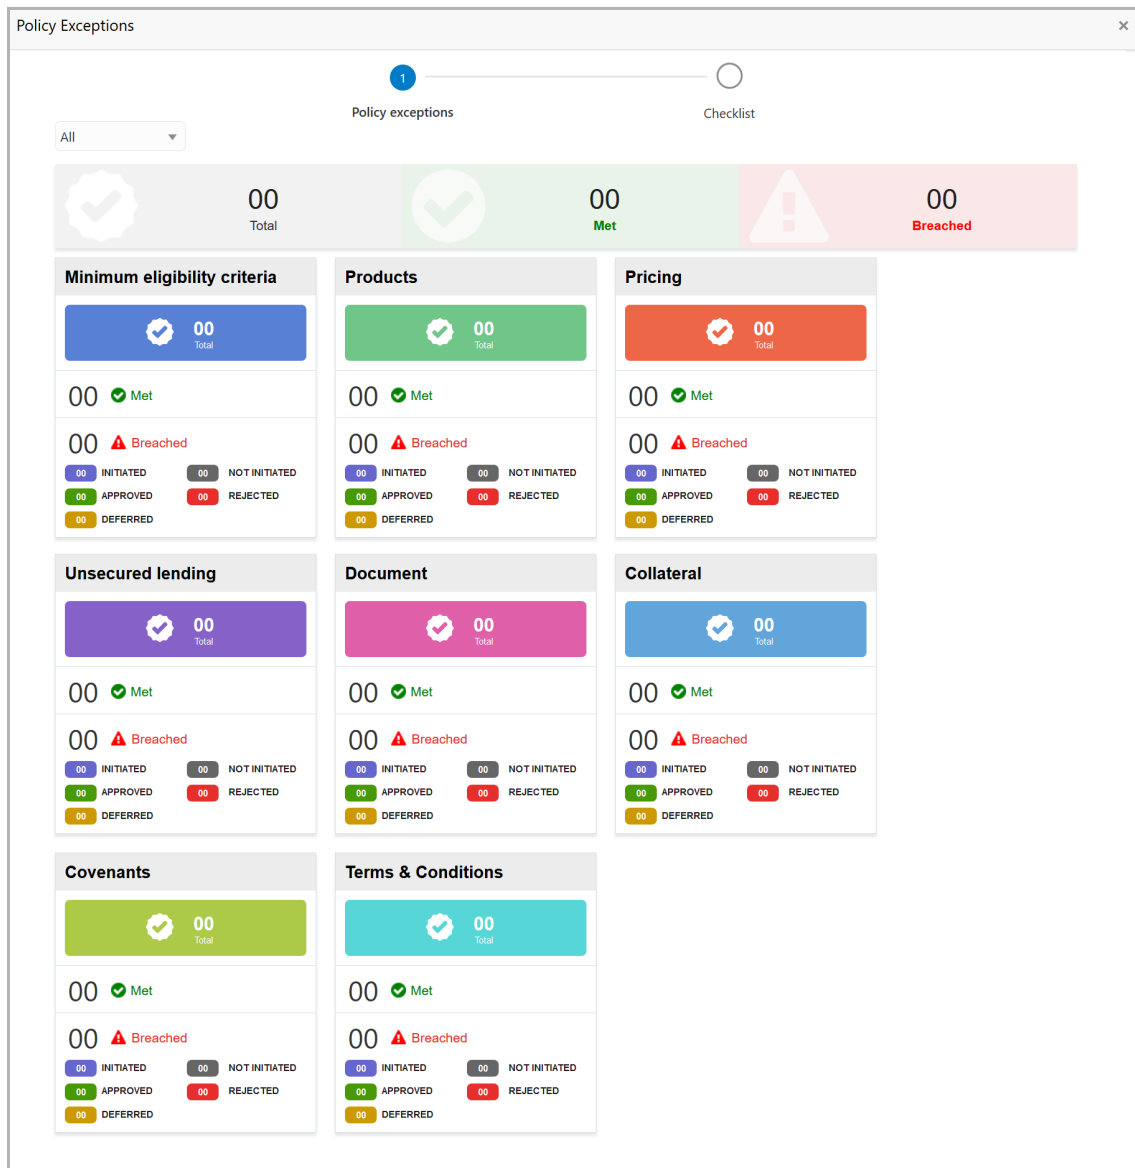 Policy Exceptions ×
1
Policy exceptions Checklist
All
00 00 00
Total Met Breached
Minimum eligibility criteria Products Pricing
00 00 00
Total Total Total
00 Met 00 Met 00 Met
00 Breached 00 Breached 00 Breached
00 INITIATED 00 NOT INITIATED 00 INITIATED 00 NOT INITIATED 00 INITIATED 00 NOT INITIATED
00 APPROVED 00 REJECTED 00 APPROVED 00 REJECTED 00 APPROVED 00 REJECTED
00 DEFERRED 00 DEFERRED 00 DEFERRED
Unsecured lending Document Collateral
00 00 00
Total Total Total
00 Met 00 Met 00 Met
00 Breached 00 Breached 00 Breached
00 INITIATED 00 NOT INITIATED 00 INITIATED 00 NOT INITIATED 00 INITIATED 00 NOT INITIATED
00 APPROVED 00 REJECTED 00 APPROVED 00 REJECTED 00 APPROVED 00 REJECTED
00 DEFERRED 00 DEFERRED 00 DEFERRED
Covenants Terms & Conditions
00 00
Total Total
00 Met 00 Met
00 Breached 00 Breached
00 INITIATED 00 NOT INITIATED 00 INITIATED 00 NOT INITIATED
00 APPROVED 00 REJECTED 00 APPROVED 00 REJECTED
00 DEFERRED 00 DEFERRED